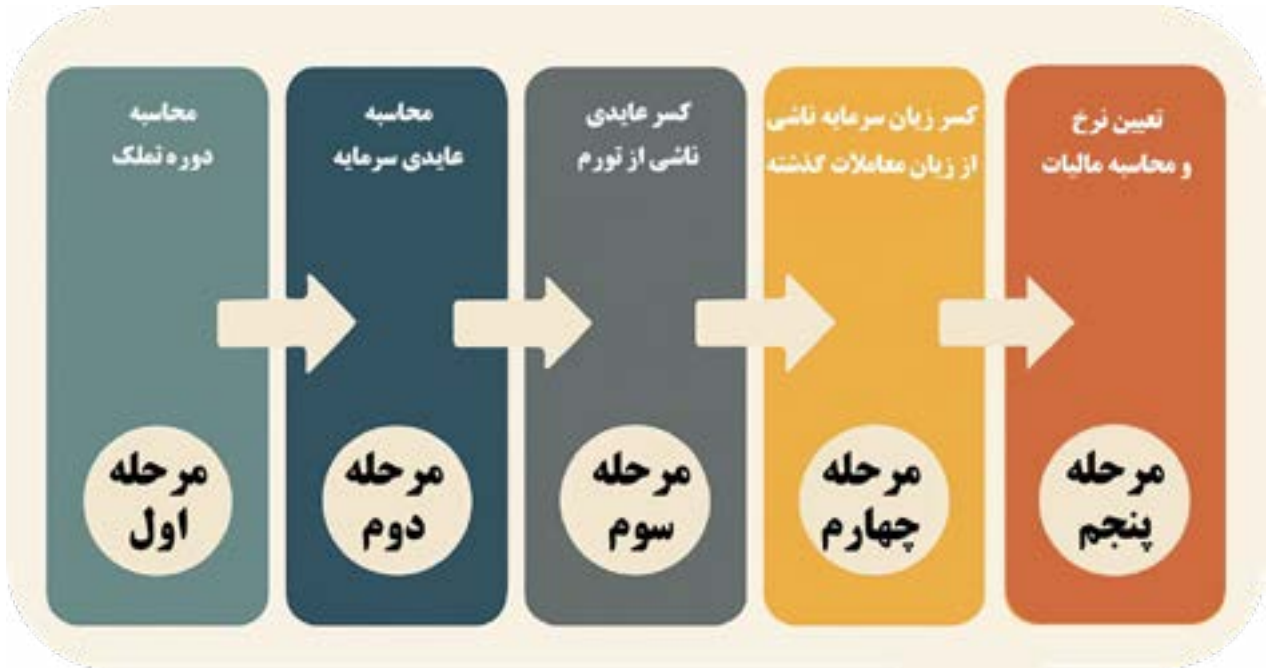 محاسبه
دوره تملک
مرحله
اول
محاسبه
عایدی سرمایه
مرحله
دوم
کسر عایدی
ناشی از تورم
مرحله
سوم
کسر زیان سرمایه ناشی
از زیان معاملات گذشته
مرحله
چهارم
تعیین نرخ
و محاسبه مالیات
مرحله
پنجم